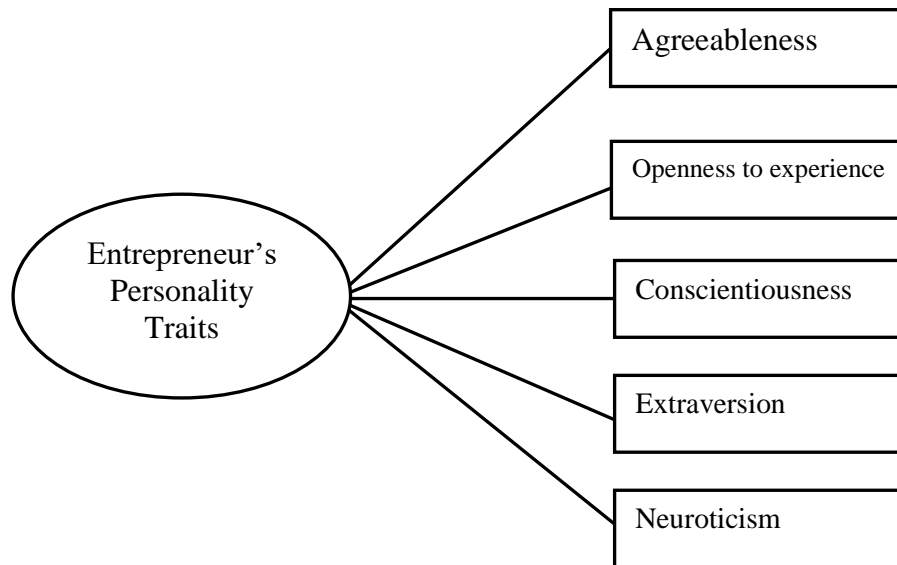 Agreeableness
Openness to experience
Entrepreneur’s
Personality
Traits
Conscientiousness
Extraversion
Neuroticism